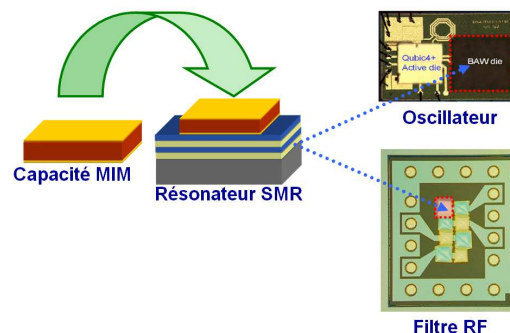 Capacité MIM
Résonateur SMR
Qubic4+
Active die
BAW die
Oscillateur
Filtre RF